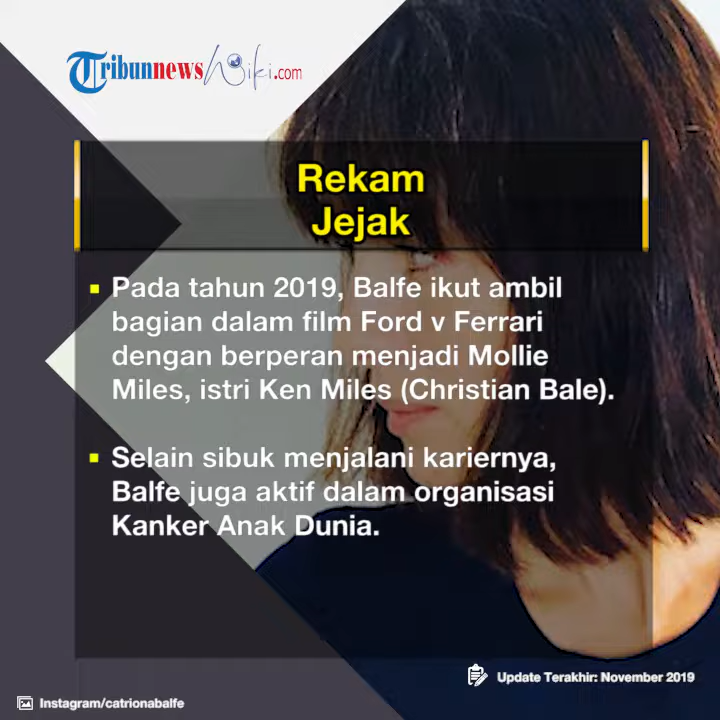 TribunnewsWiki.com
Rekam
Jejak
Pada tahun 2019, Balfe ikut ambil
bagian dalam film Ford v Ferrari
dengan berperan menjadi Mollie
Miles, istri Ken Miles (Christian Bale).
Selain sibuk menjalani kariernya,
Balfe juga aktif dalam organisasi
Kanker Anak Dunia.
Update Terakhir: November 2019
Instagram/catrionabalfe